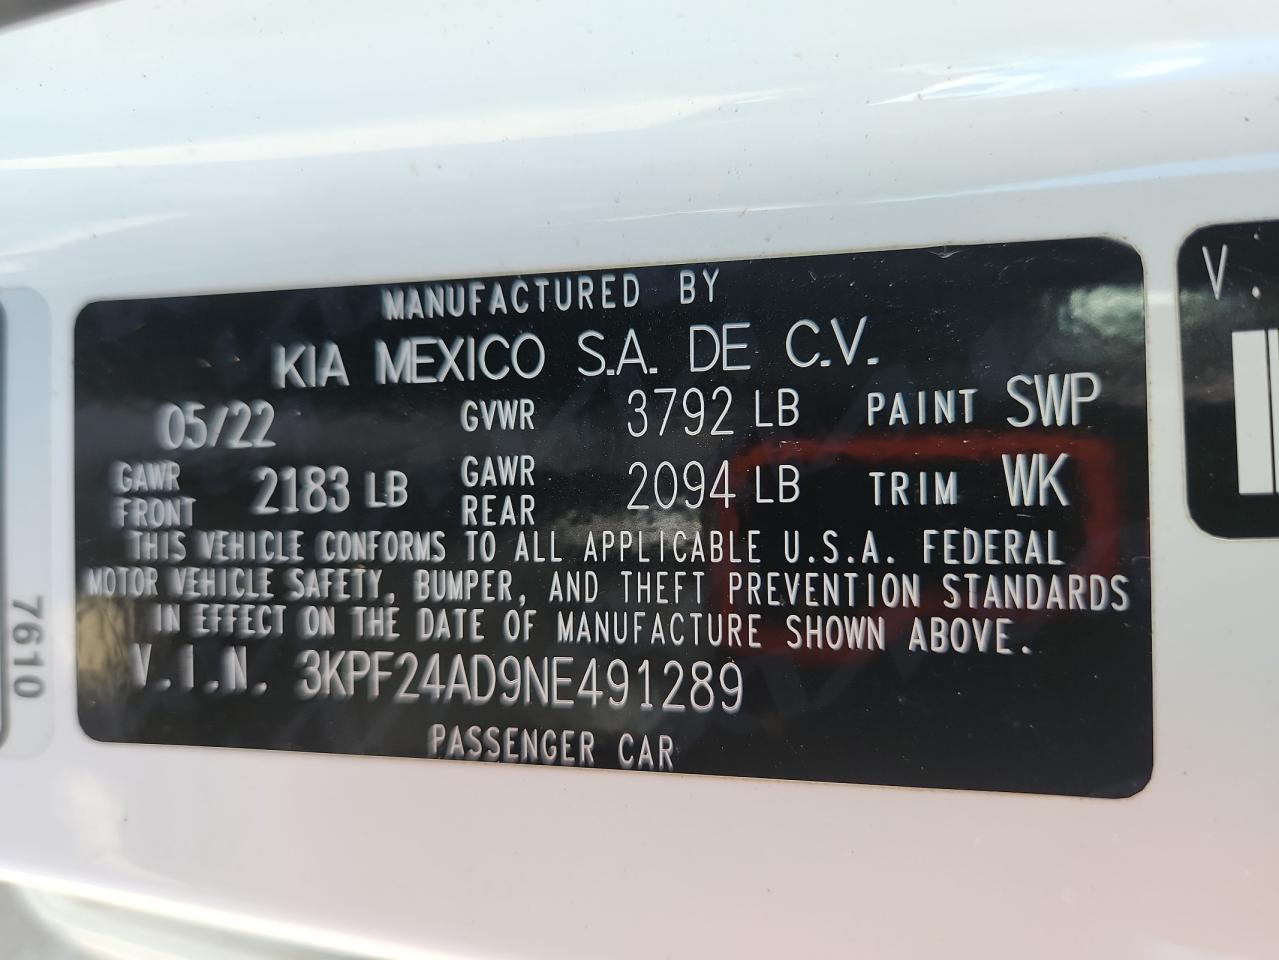 MANUFACTURED BY
KIA MEXICO S.A. DE C.V.
05/22 GVWR 3792 LB PAINT SWP
GAWR FRONT 2183 LB GAWR REAR 2094 LB TRIM WK
THIS VEHICLE CONFORMS TO ALL APPLICABLE U.S.A. FEDERAL
MOTOR VEHICLE SAFETY, BUMPER, AND THEFT PREVENTION STANDARDS
IN EFFECT ON THE DATE OF MANUFACTURE SHOWN ABOVE.
V.I.N. 3KPF24AD9NE491289
PASSENGER CAR
7610
V.